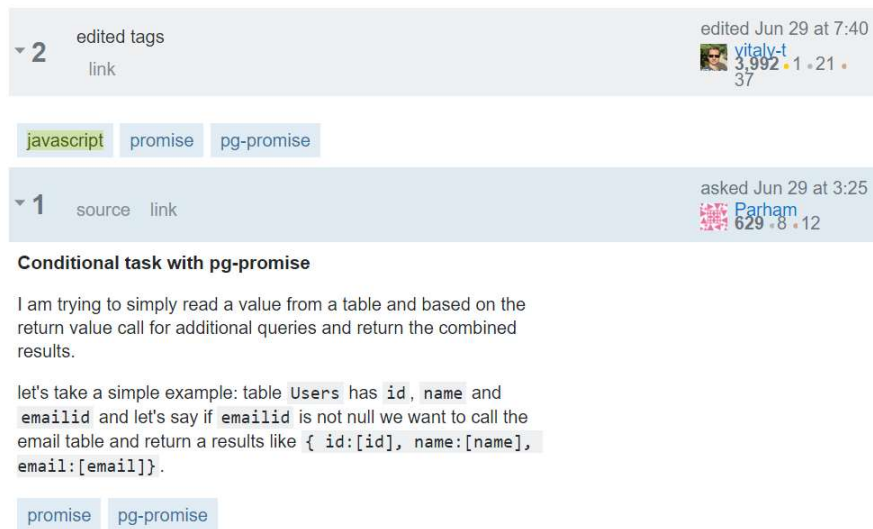 edited tags
edited Jun 29 at 7:40
2
link
vitaly-t
3,992 1 21
37
javascript promise pg-promise
asked Jun 29 at 3:25
1 source link
Parham
629 8 12
Conditional task with pg-promise
I am trying to simply read a value from a table and based on the
return value call for additional queries and return the combined
results.
let's take a simple example: table Users has id, name and
emailid and let's say if emailid is not null we want to call the
email table and return a results like { id:[id], name:[name],
email:[email]}.
promise pg-promise